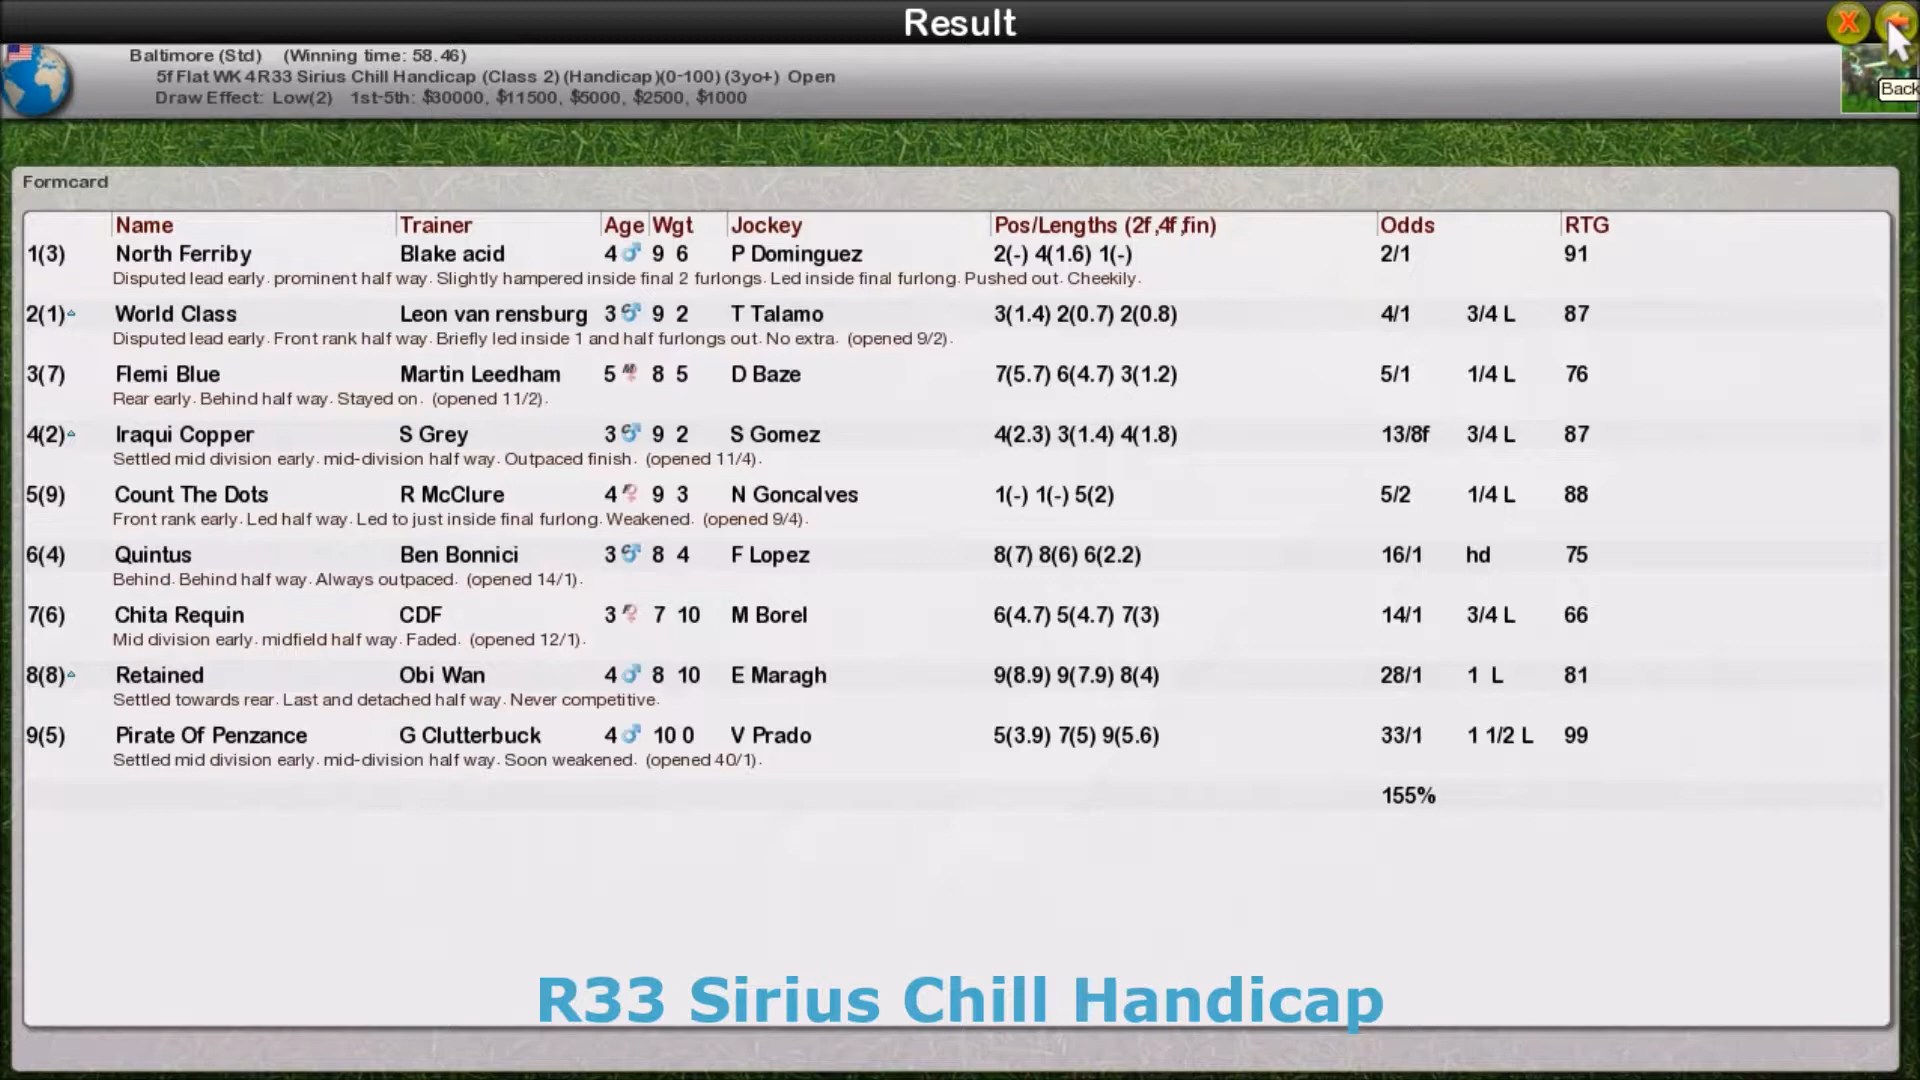 Result
Baltimore (Std) (Winning time: 58.46)
5f Flat WK 4 R33 Sirius Chill Handicap (Class 2) (Handicap)(0-100) (3yo+) Open
Draw Effect: Low(2) 1st-5th: $30000, $11500, $5000, $2500, $1000
Back
Formcard
Name Trainer Age Wgt Jockey Pos/Lengths (2f,4f,fin) Odds RTG
1(3) North Ferriby Blake acid 4 9 6 P Dominguez 2(-) 4(1.6) 1(-) 2/1 91
Disputed lead early. prominent half way. Slightly hampered inside final 2 furlongs. Led inside final furlong. Pushed out. Cheekily.
2(1) World Class Leon van rensburg 3 9 2 T Talamo 3(1.4) 2(0.7) 2(0.8) 4/1 3/4 L 87
Disputed lead early. Front rank half way. Briefly led inside 1 and half furlongs out. No extra. (opened 9/2).
3(7) Flemi Blue Martin Leedham 5 8 5 D Baze 7(5.7) 6(4.7) 3(1.2) 5/1 1/4 L 76
Rear early. Behind half way. Stayed on. (opened 11/2).
4(2) Iraqui Copper S Grey 3 9 2 S Gomez 4(2.3) 3(1.4) 4(1.8) 13/8f 3/4 L 87
Settled mid division early. mid-division half way. Outpaced finish. (opened 11/4).
5(9) Count The Dots R McClure 4 9 3 N Goncalves 1(-) 1(-) 5(2) 5/2 1/4 L 88
Front rank early. Led half way. Led to just inside final furlong. Weakened. (opened 9/4).
6(4) Quintus Ben Bonnici 3 8 4 F Lopez 8(7) 8(6) 6(2.2) 16/1 hd 75
Behind. Behind half way. Always outpaced. (opened 14/1).
7(6) Chita Requin CDF 3 7 10 M Borel 6(4.7) 5(4.7) 7(3) 14/1 3/4 L 66
Mid division early. midfield half way. Faded. (opened 12/1).
8(8) Retained Obi Wan 4 8 10 E Maragh 9(8.9) 9(7.9) 8(4) 28/1 1 L 81
Settled towards rear. Last and detached half way. Never competitive.
9(5) Pirate Of Penzance G Clutterbuck 4 10 0 V Prado 5(3.9) 7(5) 9(5.6) 33/1 1 1/2 L 99
Settled mid division early. mid-division half way. Soon weakened. (opened 40/1).
155%
R33 Sirius Chill Handicap